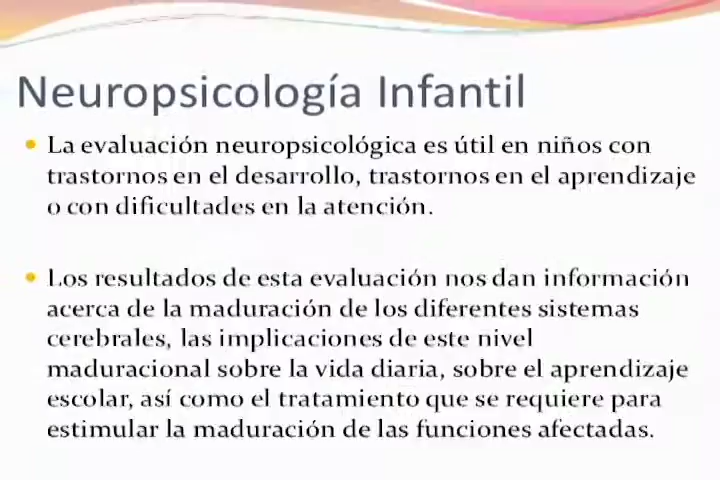 Neuropsicología Infantil
La evaluación neuropsicológica es útil en niños con
trastornos en el desarrollo, trastornos en el aprendizaje
o con dificultades en la atención.
Los resultados de esta evaluación nos dan información
acerca de la maduración de los diferentes sistemas
cerebrales, las implicaciones de este nivel
maduracional sobre la vida diaria, sobre el aprendizaje
escolar, así como el tratamiento que se requiere para
estimular la maduración de las funciones afectadas.